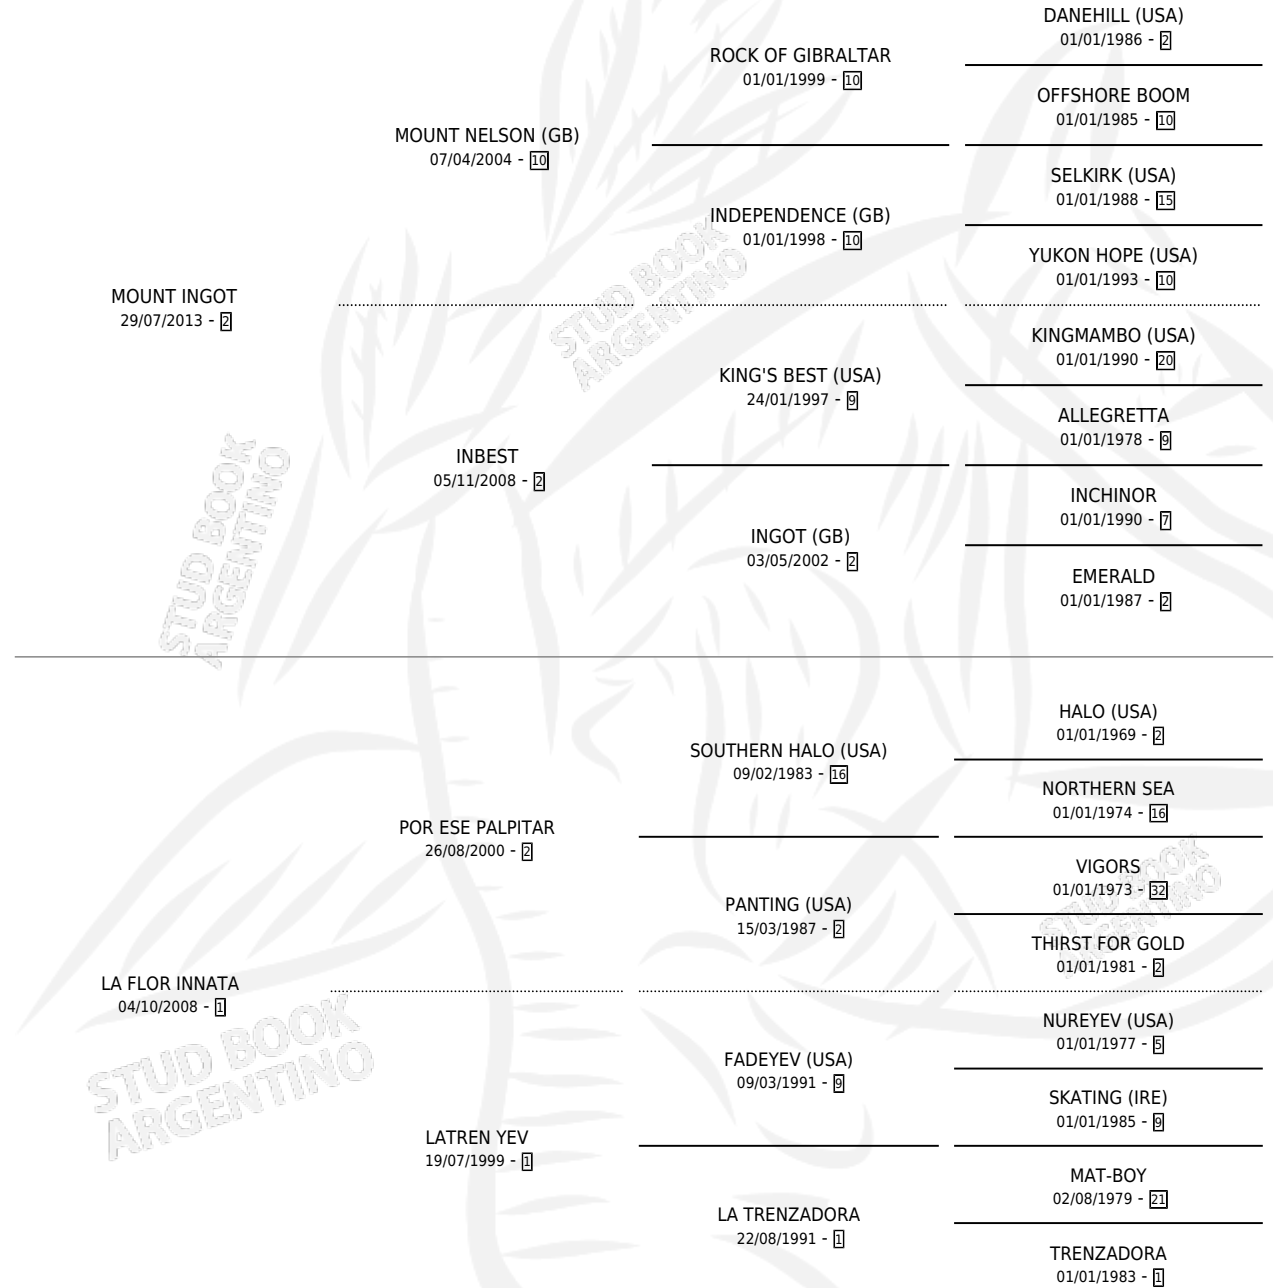 DANEHILL (USA)
01/01/1986 - 2
ROCK OF GIBRALTAR
01/01/1999 - 10
OFFSHORE BOOM
01/01/1985 - 10
MOUNT NELSON (GB)
07/04/2004 - 10
SELKIRK (USA)
01/01/1988 - 15
INDEPENDENCE (GB)
01/01/1998 - 10
YUKON HOPE (USA)
01/01/1993 - 10
MOUNT INGOT
29/07/2013 - 2
STUD BOOK
ARGENTINO
KINGMAMBO (USA)
01/01/1990 - 20
KING'S BEST (USA)
24/01/1997 - 9
ALLEGRETTA
01/01/1978 - 9
INBEST
05/11/2008 - 2
INCHINOR
01/01/1990 - 7
INGOT (GB)
03/05/2002 - 2
EMERALD
01/01/1987 - 2
STUD BOOK
ARGENTINO
HALO (USA)
01/01/1969 - 2
SOUTHERN HALO (USA)
09/02/1983 - 16
NORTHERN SEA
01/01/1974 - 16
POR ESE PALPITAR
26/08/2000 - 2
VIGORS
01/01/1973 - 32
PANTING (USA)
15/03/1987 - 2
STUD BOOK
ARGENTINO
THIRST FOR GOLD
01/01/1981 - 2
LA FLOR INNATA
04/10/2008 - 1
NUREYEV (USA)
01/01/1977 - 5
FADEYEV (USA)
09/03/1991 - 9
STUD BOOK
ARGENTINO
SKATING (IRE)
01/01/1985 - 9
LATREN YEV
19/07/1999 - 1
MAT-BOY
02/08/1979 - 21
LA TRENZADORA
22/08/1991 - 1
TRENZADORA
01/01/1983 - 1